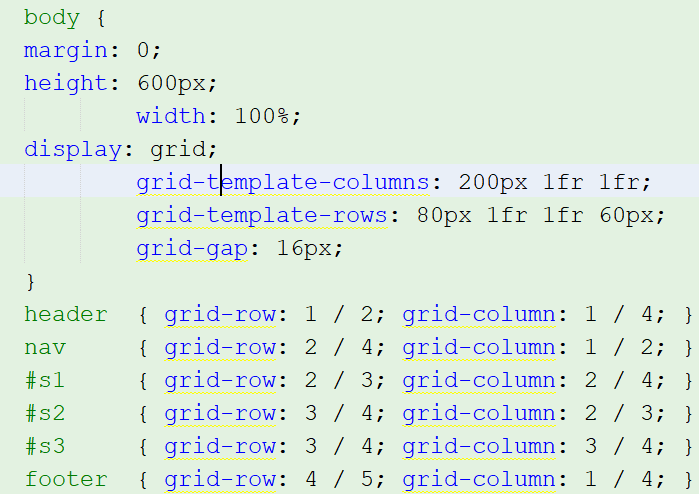 body {
margin: 0;
height: 600px;
width: 100%;
display: grid;
grid-template-columns: 200px 1fr 1fr;
grid-template-rows: 80px 1fr 1fr 60px;
grid-gap: 16px;
}
header { grid-row: 1 / 2; grid-column: 1 / 4; }
nav { grid-row: 2 / 4; grid-column: 1 / 2; }
#s1 { grid-row: 2 / 3; grid-column: 2 / 4; }
#s2 { grid-row: 3 / 4; grid-column: 2 / 3; }
#s3 { grid-row: 3 / 4; grid-column: 3 / 4; }
footer { grid-row: 4 / 5; grid-column: 1 / 4; }